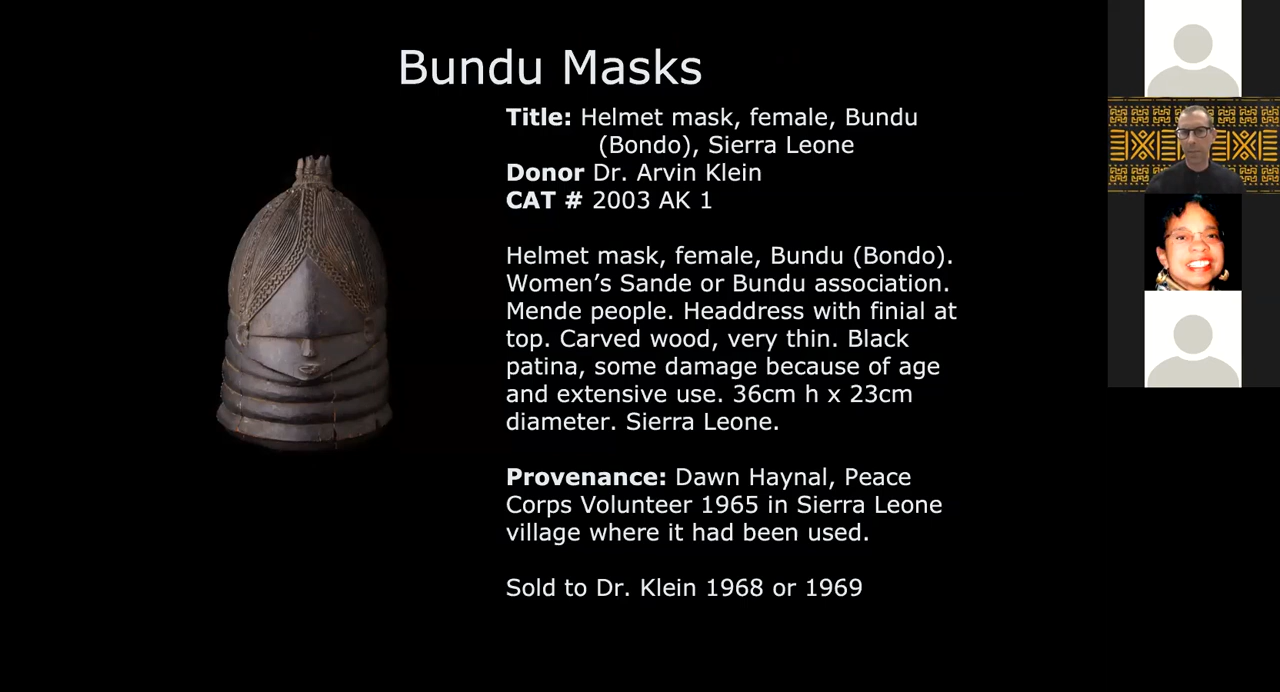 Bundu Masks
Title: Helmet mask, female, Bundu
(Bondo), Sierra Leone
Donor Dr. Arvin Klein
CAT # 2003 AK 1
Helmet mask, female, Bundu (Bondo).
Women’s Sande or Bundu association.
Mende people. Headdress with finial at
top. Carved wood, very thin. Black
patina, some damage because of age
and extensive use. 36cm h x 23cm
diameter. Sierra Leone.
Provenance: Dawn Haynal, Peace
Corps Volunteer 1965 in Sierra Leone
village where it had been used.
Sold to Dr. Klein 1968 or 1969